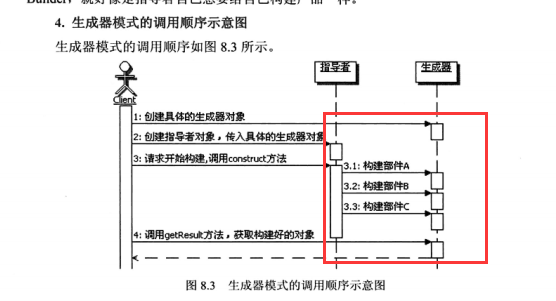 Builder，就好像是指导者自己想要给自己构建产品一样。
4. 生成器模式的调用顺序示意图
生成器模式的调用顺序如图 8.3 所示。
指导者
生成器
Client
1: 创建具体的生成器对象
2: 创建指导者对象，传入具体的生成器对象
3: 请求开始构建,调用construct方法
3.1: 构建部件A
3.2: 构建部件B
3.3: 构建部件C
4: 调用getResult方法，获取构建好的对象
图 8.3 生成器模式的调用顺序示意图